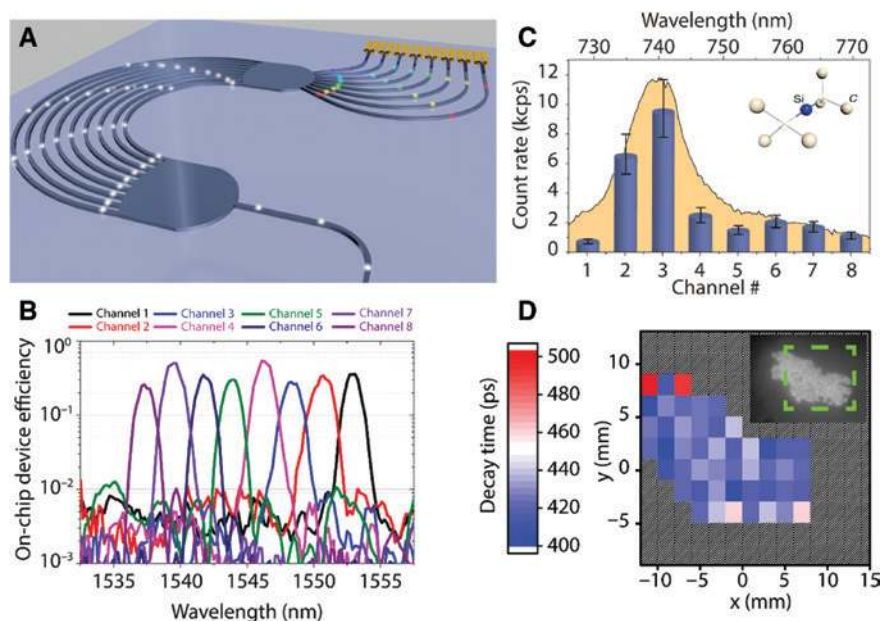 A
B
Channel 1 Channel 3 Channel 5 Channel 7
Channel 2 Channel 4 Channel 6 Channel 8
On-chip device efficiency
10⁰
10⁻¹
10⁻²
10⁻³
1535 1540 1545 1550 1555
Wavelength (nm)
C
Wavelength (nm)
730 740 750 760 770
Count rate (kcps)
12
10
8
6
4
2
0
Si C
1 2 3 4 5 6 7 8
Channel #
D
Decay time (ps)
500
480
460
440
420
400
y (mm)
10
5
0
−5
−10 −5 0 5 10 15
x (mm)